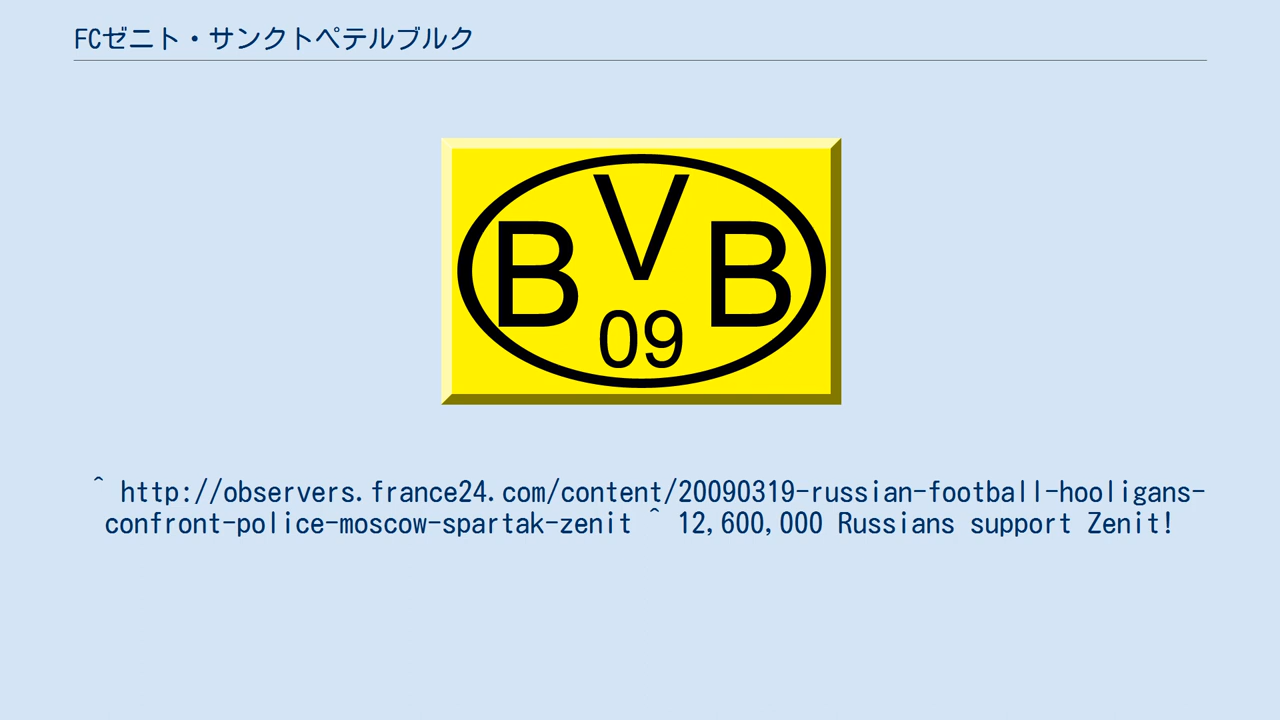 FCゼニト・サンクトペテルブルク
B V B
09
^ http://observers.france24.com/content/20090319-russian-football-hooligans-
confront-police-moscow-spartak-zenit ^ 12,600,000 Russians support Zenit!